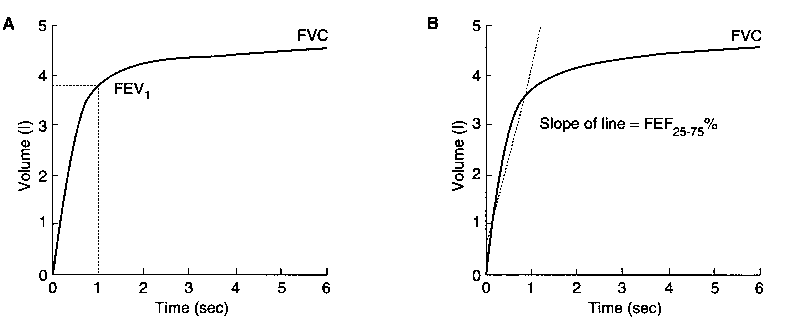 A
5
4
3
2
1
0
Volume (l)
FVC
FEV1
0 1 2 3 4 5 6
Time (sec)
B
5
4
3
2
1
0
Volume (l)
FVC
Slope of line = FEF25-75%
0 1 2 3 4 5 6
Time (sec)